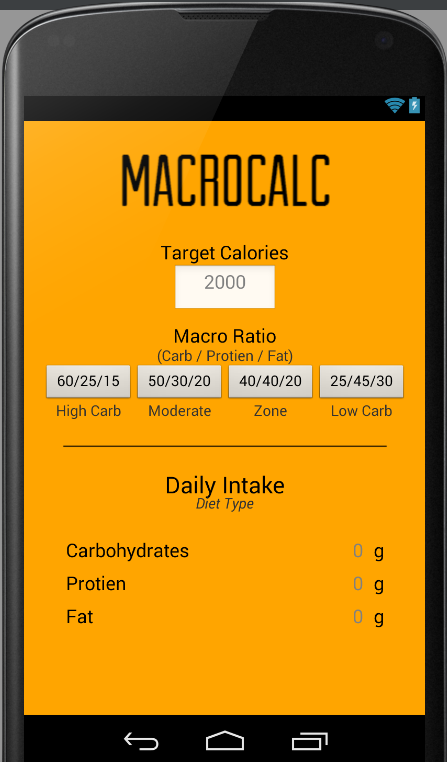 MACROCALC
Target Calories
2000
Macro Ratio
(Carb / Protien / Fat)
60/25/15 50/30/20 40/40/20 25/45/30
High Carb Moderate Zone Low Carb
Daily Intake
Diet Type
Carbohydrates 0 g
Protien 0 g
Fat 0 g